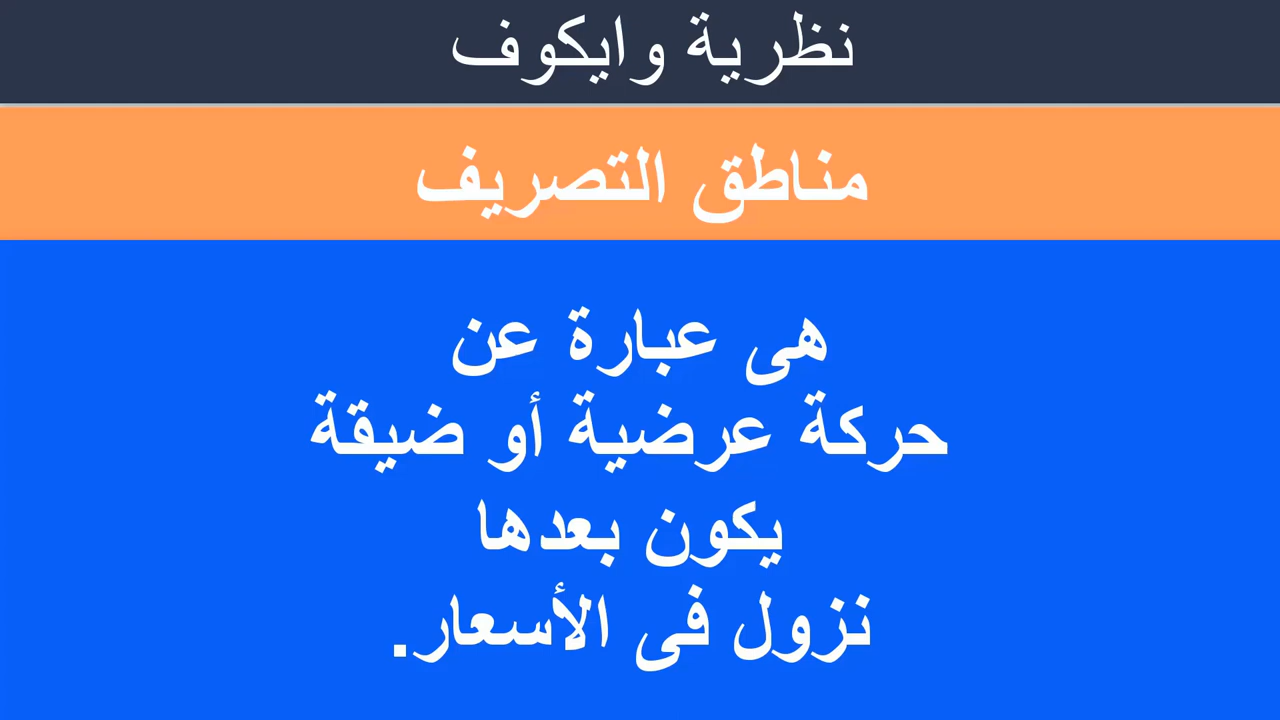 نظرية وايكوف
مناطق التصريف
هى عبارة عن
حركة عرضية أو ضيقة
يكون بعدها
نزول فى الأسعار.